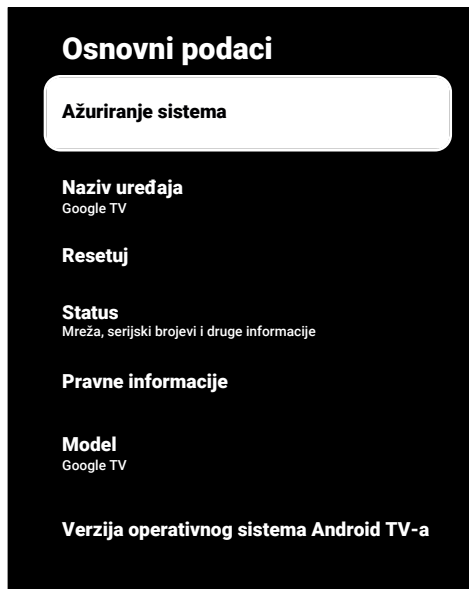 Osnovni podaci
Ažuriranje sistema
Naziv uređaja
Google TV
Resetuj
Status
Mreža, serijski brojevi i druge informacije
Pravne informacije
Model
Google TV
Verzija operativnog sistema Android TV-a